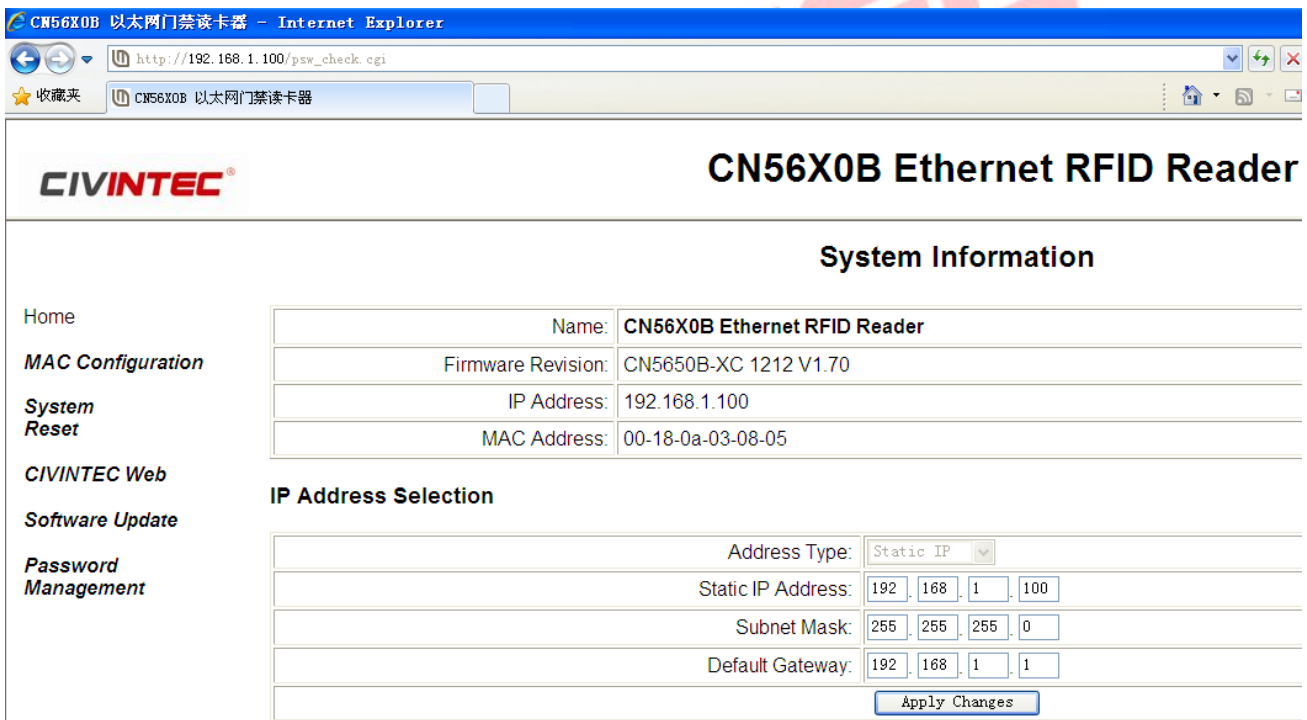 CN56X0B 以太网门禁读卡器 - Internet Explorer
http://192.168.1.100/psw_check.cgi
收藏夹 CN56X0B 以太网门禁读卡器
CIVINTEC®
CN56X0B Ethernet RFID Reader
System Information
Home
MAC Configuration
System
Reset
CIVINTEC Web
Software Update
Password
Management
Name: CN56X0B Ethernet RFID Reader
Firmware Revision: CN5650B-XC 1212 V1.70
IP Address: 192.168.1.100
MAC Address: 00-18-0a-03-08-05
IP Address Selection
Address Type: Static IP
Static IP Address: 192 . 168 . 1 . 100
Subnet Mask: 255 . 255 . 255 . 0
Default Gateway: 192 . 168 . 1 . 1
Apply Changes